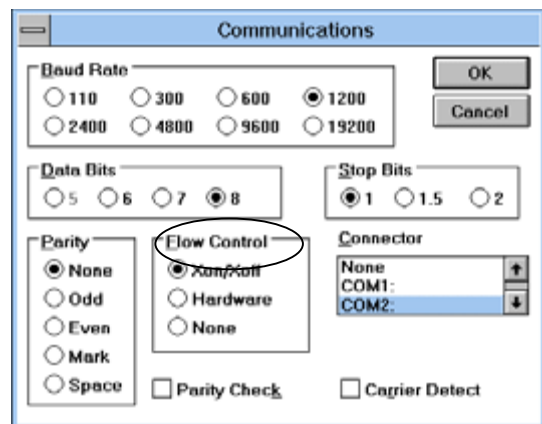 Communications
Baud Rate
110 300 600 1200
2400 4800 9600 19200
OK
Cancel
Data Bits
5 6 7 8
Stop Bits
1 1.5 2
Parity
None
Odd
Even
Mark
Space
Flow Control
Xon/Xoff
Hardware
None
Connector
None
COM1:
COM2:
Parity Check
Carrier Detect